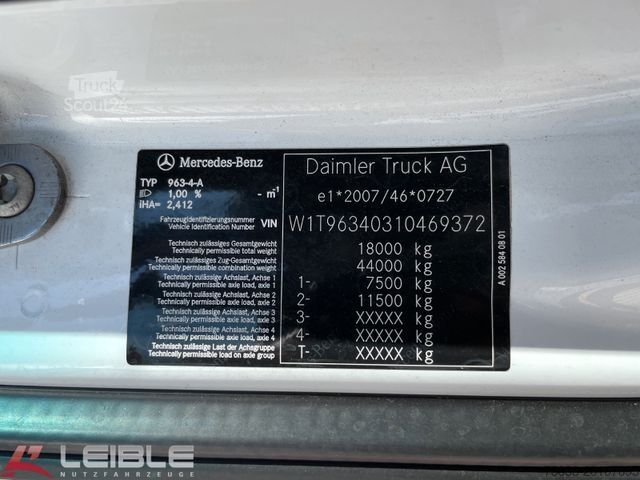 Truck
Scout24
Mercedes-Benz
TYP 963-4-A
1,00 % - m-1
iHA= 2,412
Fahrzeugidentifizierungsnummer
Vehicle Identification Number VIN
Technisch zulässiges Gesamtgewicht
Technically permissible total weight
Technisch zulässiges Zug-Gesamtgewicht
Technically permissible combination weight
Technisch zulässige Achslast, Achse 1
Technically permissible axle load, axle 1
Technisch zulässige Achslast, Achse 2
Technically permissible axle load, axle 2
Technisch zulässige Achslast, Achse 3
Technically permissible axle load, axle 3
Technisch zulässige Achslast, Achse 4
Technically permissible axle load, axle 4
Technisch zulässige Last der Achsgruppe
Technically permissible load on axle group
Daimler Truck AG
e1*2007/46*0727
W1T96340310469372
18000 kg
44000 kg
1- 7500 kg
2- 11500 kg
3- XXXXX kg
4- XXXXX kg
T- XXXXX kg
A 002 584 08 01
LEIBLE
NUTZFAHRZEUGE